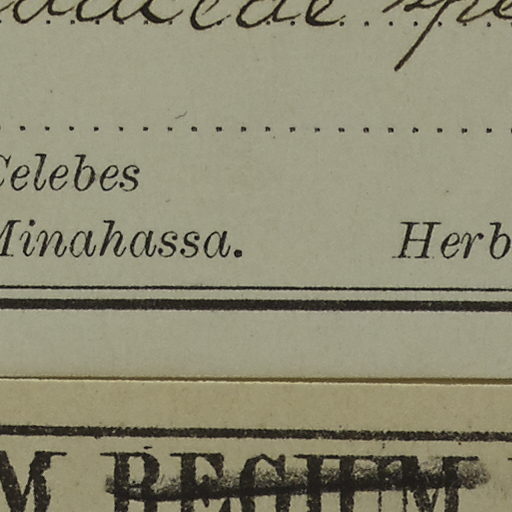 Celebes
Minahassa. Herb
M REGIUM